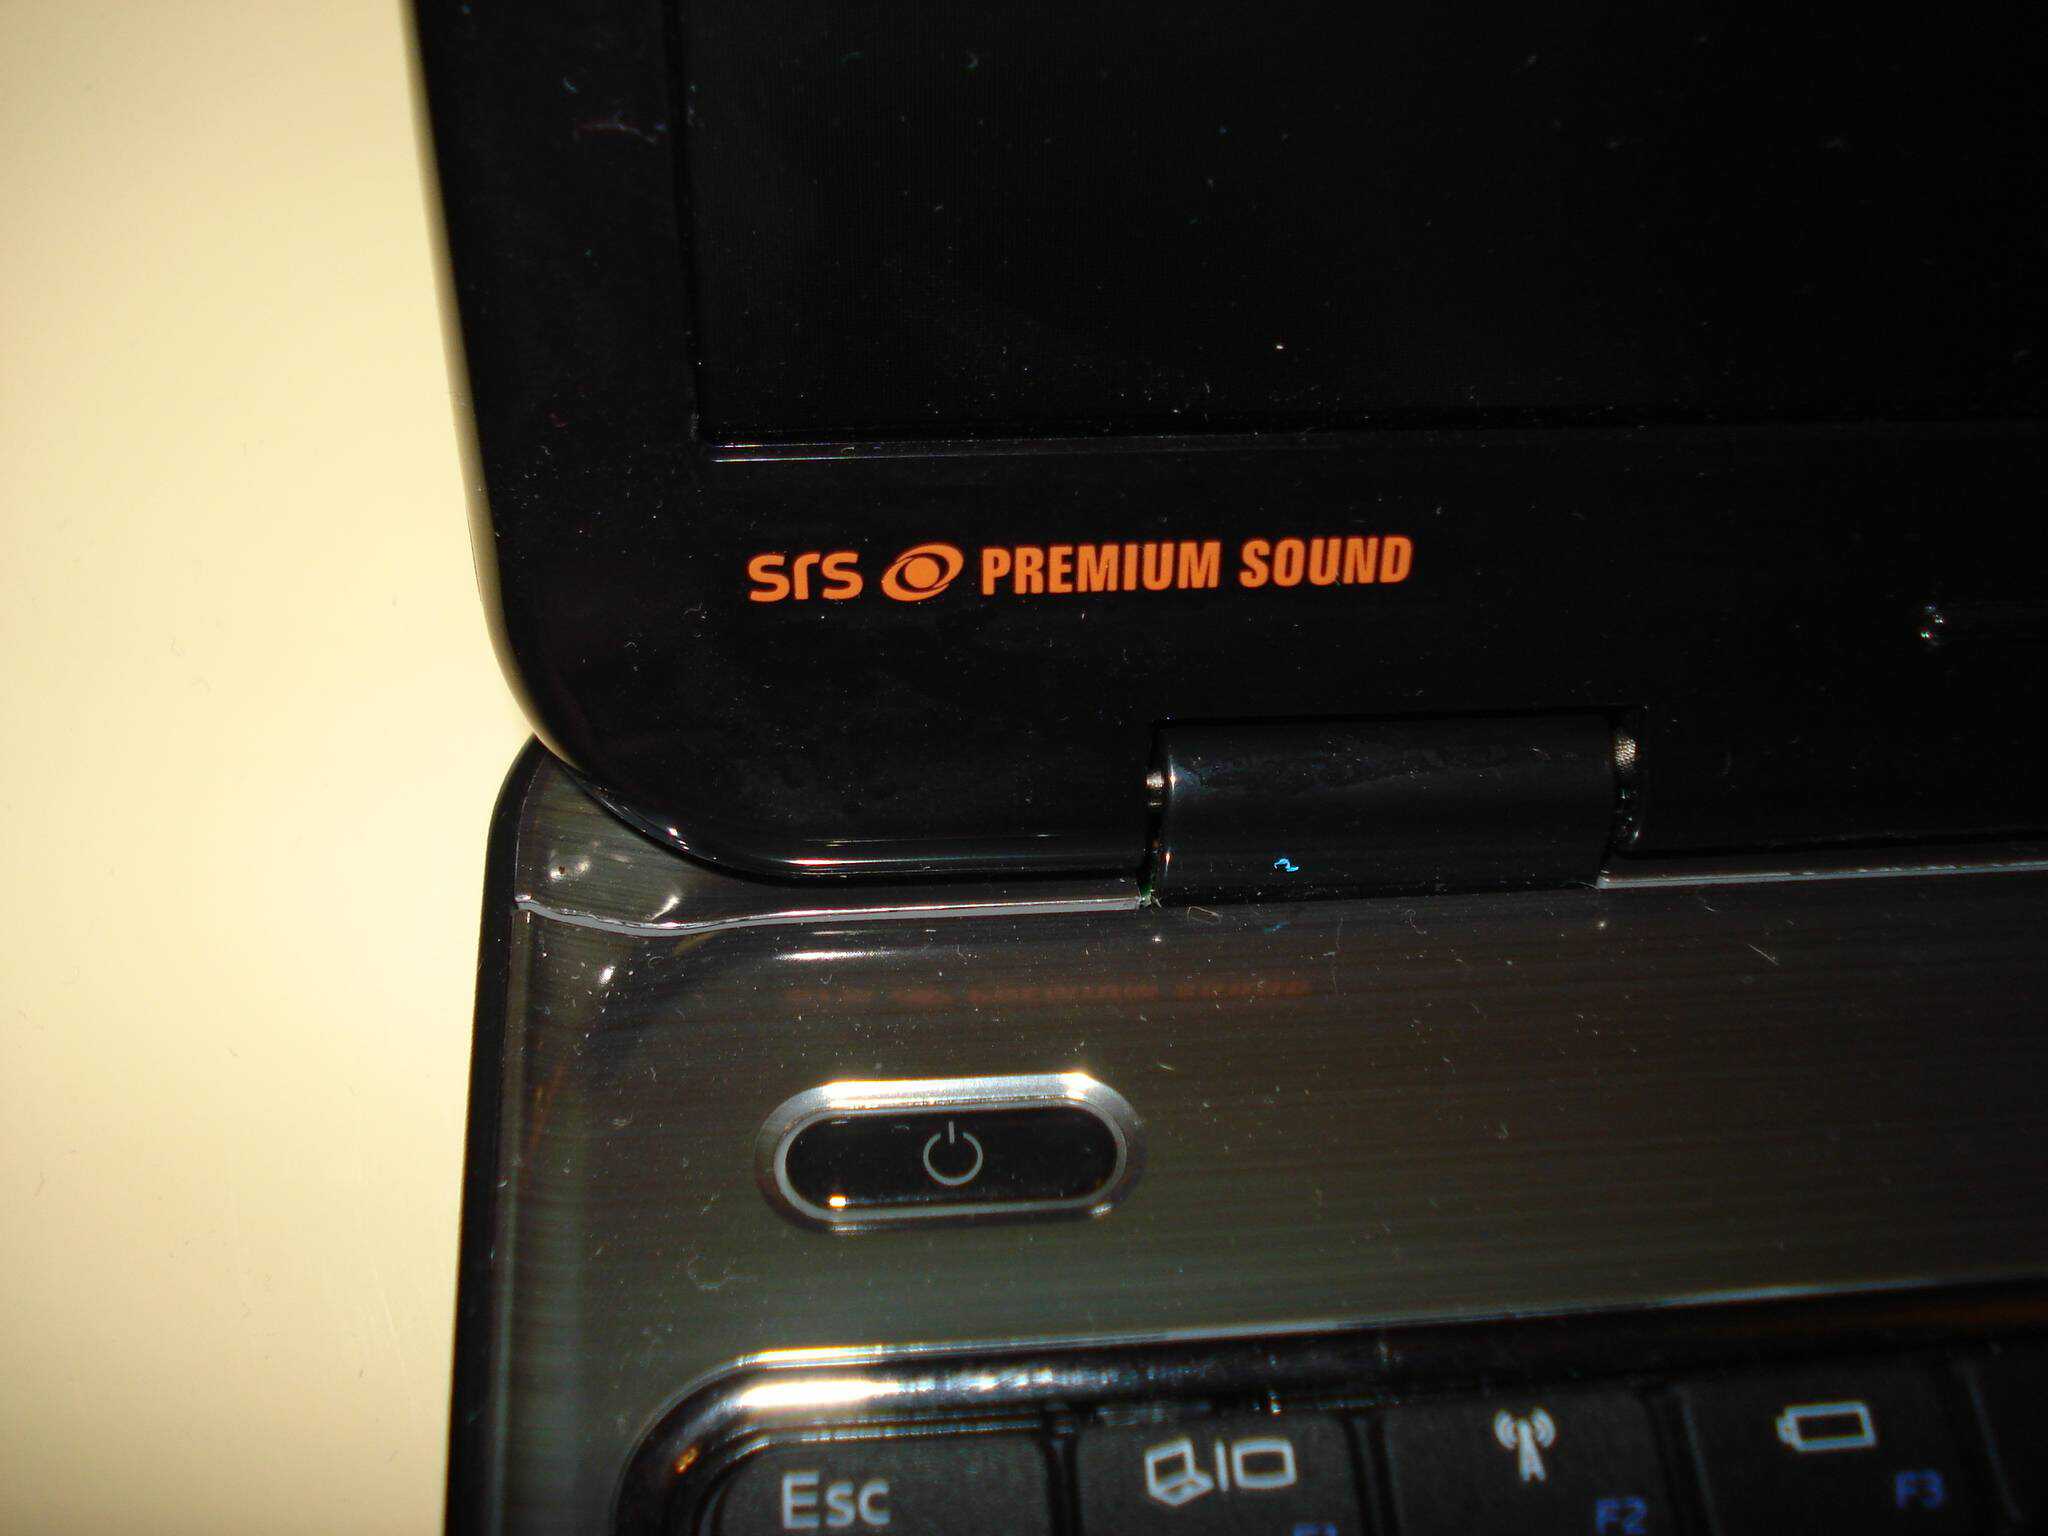 SrS PREMIUM SOUND
Esc
F1 F2 F3